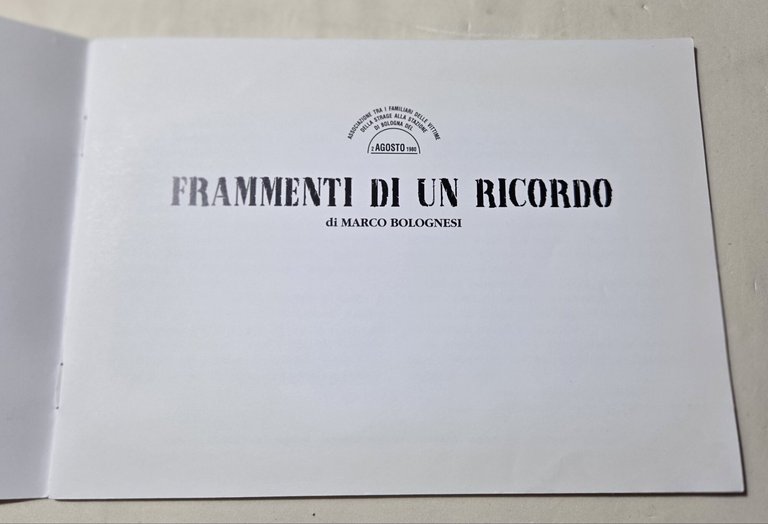 ASSOCIAZIONE TRA I FAMILIARI DELLE VITTIME
DELLA STRAGE ALLA STAZIONE
DI BOLOGNA DEL
2 AGOSTO 1980
FRAMMENTI DI UN RICORDO
di MARCO BOLOGNESI